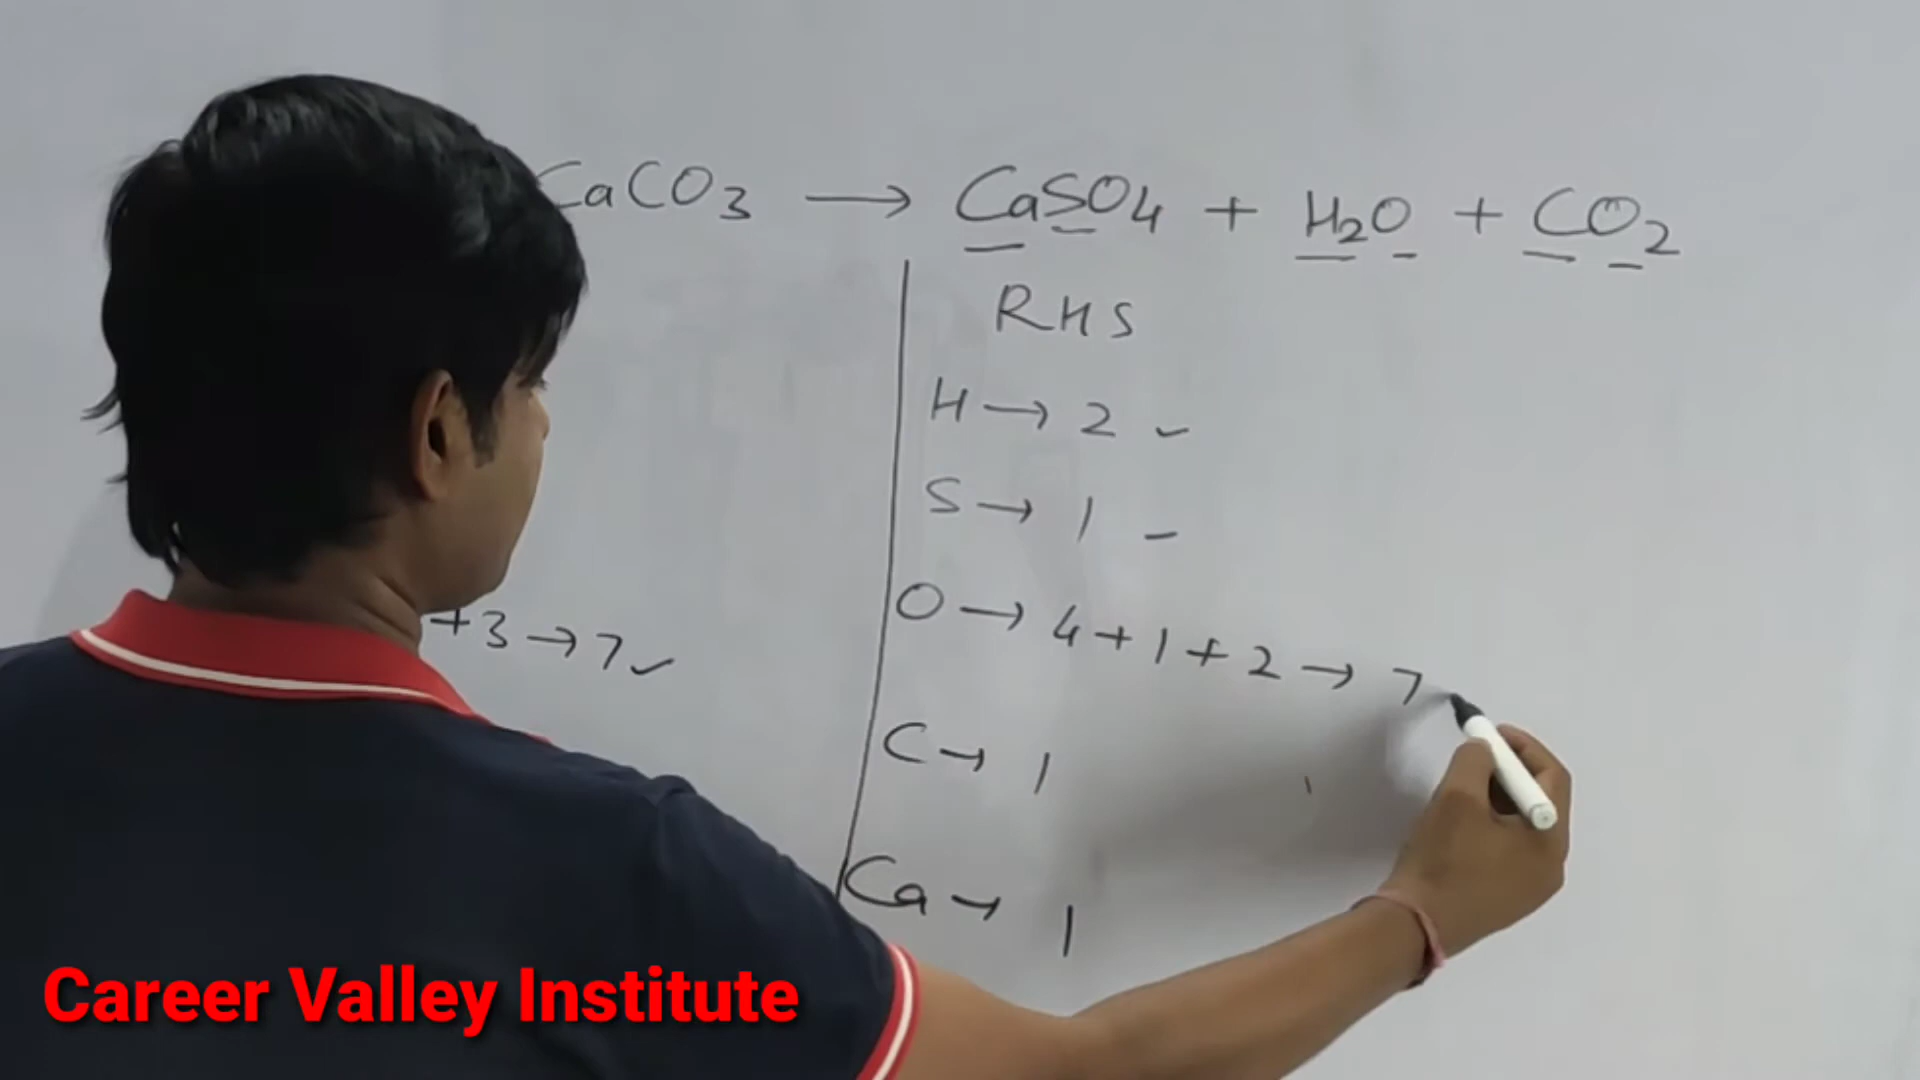 CaCO3 → CaSO4 + H2O + CO2
RHS
H → 2 ✓
S → 1 -
+3 → 7 ✓
O → 4+1+2 → 7
C → 1
Ca → 1
Career Valley Institute